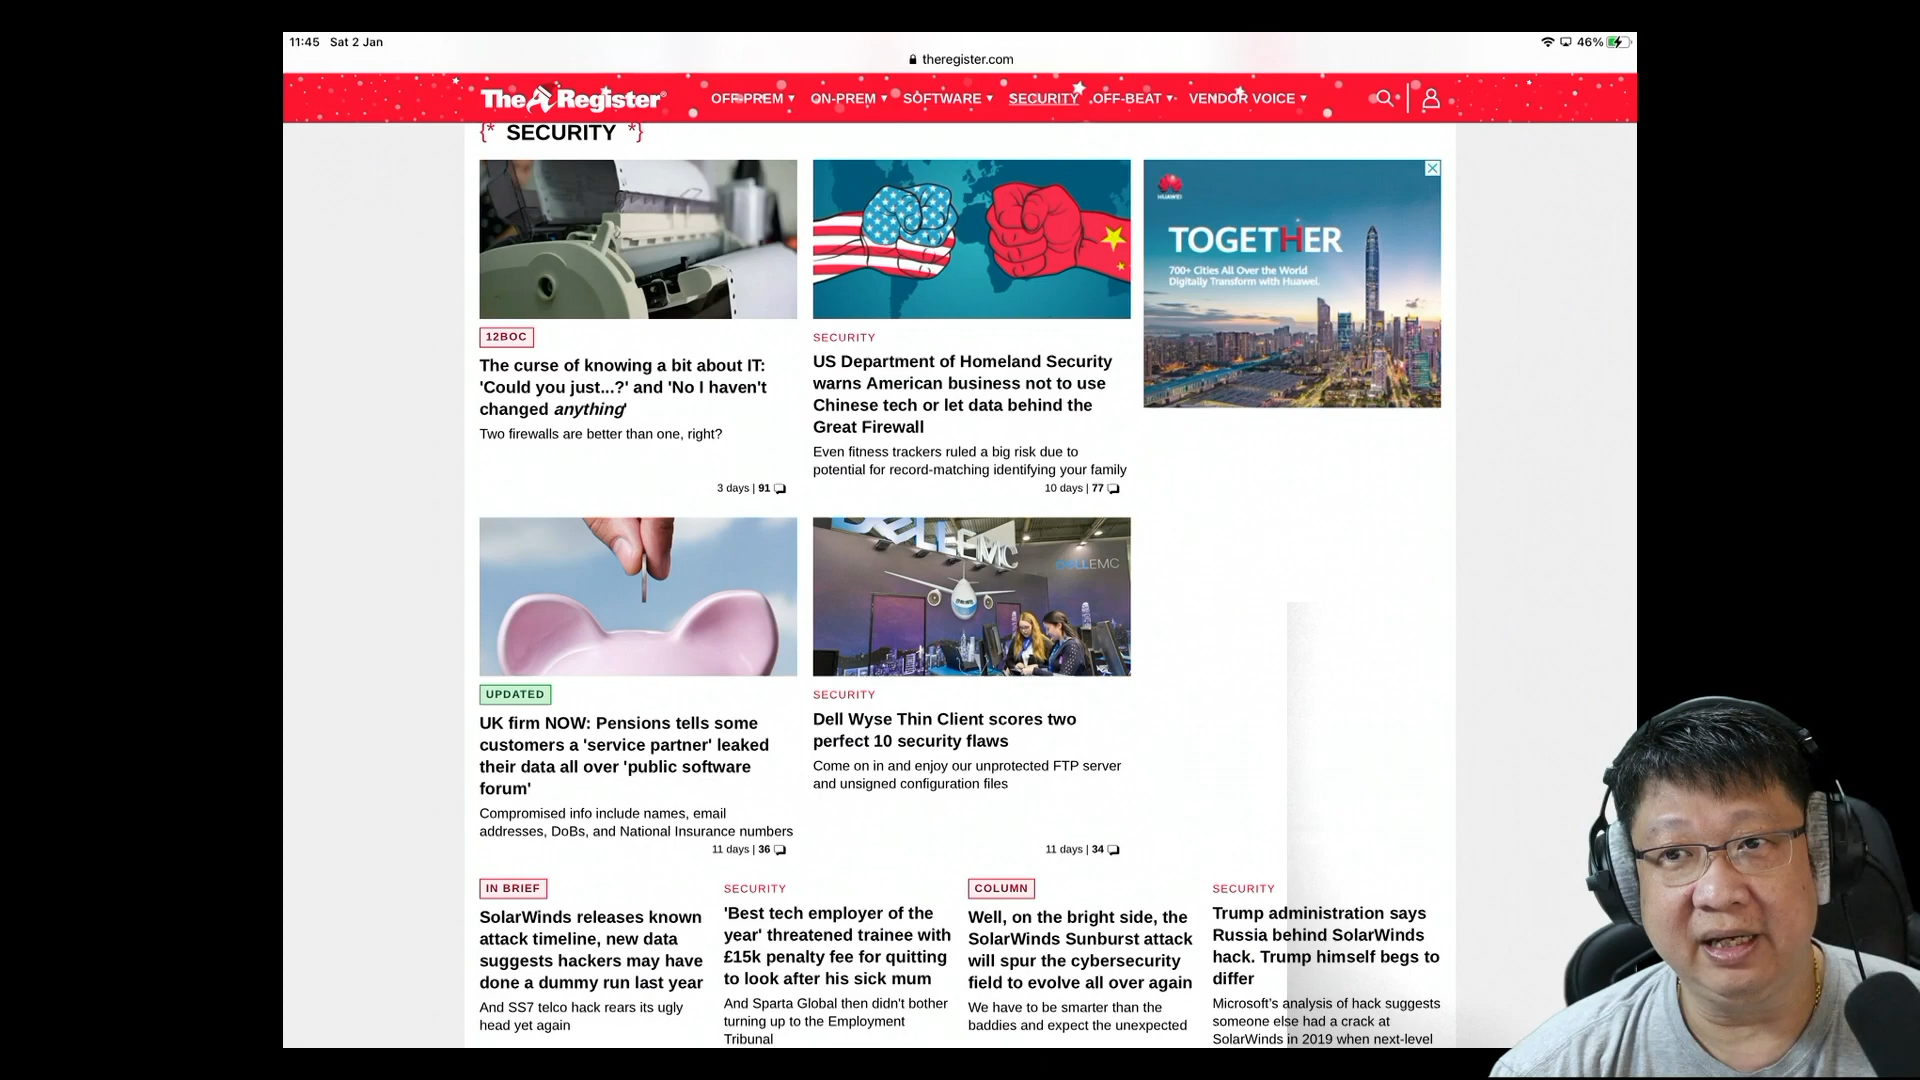 11:45 Sat 2 Jan
46%
theregister.com
The Register®
OFF-PREM ▾ ON-PREM ▾ SOFTWARE ▾ SECURITY OFF-BEAT ▾ VENDOR VOICE ▾
{* SECURITY *}
12BOC
The curse of knowing a bit about IT:
'Could you just...?' and 'No I haven't
changed anything'
Two firewalls are better than one, right?
3 days | 91
SECURITY
US Department of Homeland Security
warns American business not to use
Chinese tech or let data behind the
Great Firewall
Even fitness trackers ruled a big risk due to
potential for record-matching identifying your family
10 days | 77
HUAWEI
TOGETHER
700+ Cities All Over the World
Digitally Transform with Huawei.
UPDATED
UK firm NOW: Pensions tells some
customers a 'service partner' leaked
their data all over 'public software
forum'
Compromised info include names, email
addresses, DoBs, and National Insurance numbers
11 days | 36
DELLEMC
DELLEMC
SECURITY
Dell Wyse Thin Client scores two
perfect 10 security flaws
Come on in and enjoy our unprotected FTP server
and unsigned configuration files
11 days | 34
IN BRIEF
SolarWinds releases known
attack timeline, new data
suggests hackers may have
done a dummy run last year
And SS7 telco hack rears its ugly
head yet again
SECURITY
'Best tech employer of the
year' threatened trainee with
£15k penalty fee for quitting
to look after his sick mum
And Sparta Global then didn't bother
turning up to the Employment
Tribunal
COLUMN
Well, on the bright side, the
SolarWinds Sunburst attack
will spur the cybersecurity
field to evolve all over again
We have to be smarter than the
baddies and expect the unexpected
SECURITY
Trump administration says
Russia behind SolarWinds
hack. Trump himself begs to
differ
Microsoft's analysis of hack suggests
someone else had a crack at
SolarWinds in 2019 when next-level